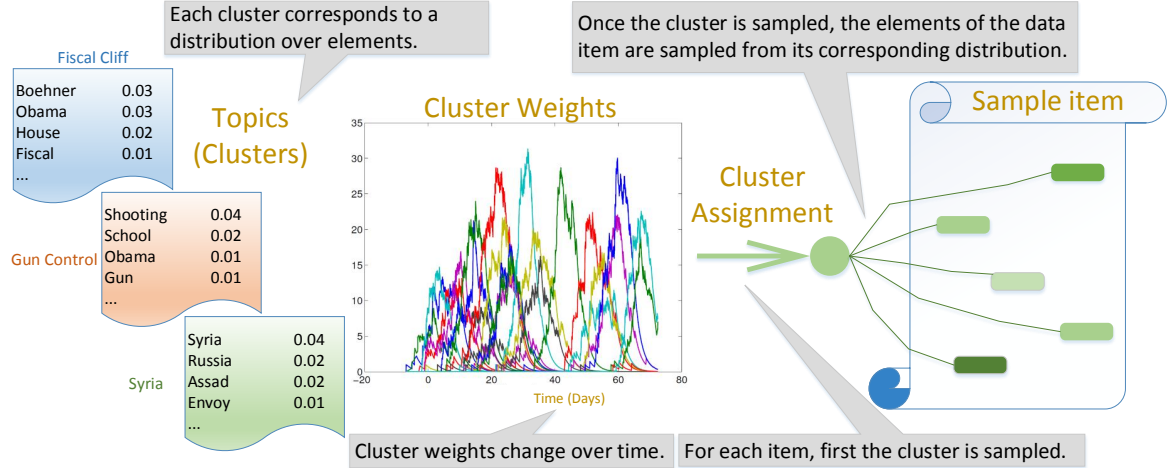 Each cluster corresponds to a
distribution over elements.
Once the cluster is sampled, the elements of the data
item are sampled from its corresponding distribution.
Fiscal Cliff
Boehner 0.03
Obama 0.03
House 0.02
Fiscal 0.01
...
Topics
(Clusters)
Shooting 0.04
School 0.02
Obama 0.01
Gun 0.01
...
Gun Control
Syria 0.04
Russia 0.02
Assad 0.02
Envoy 0.01
...
Syria
Cluster Weights
35
30
25
20
15
10
5
0
−20 0 20 40 60 80
Time (Days)
Cluster
Assignment
Sample item
Cluster weights change over time.
For each item, first the cluster is sampled.